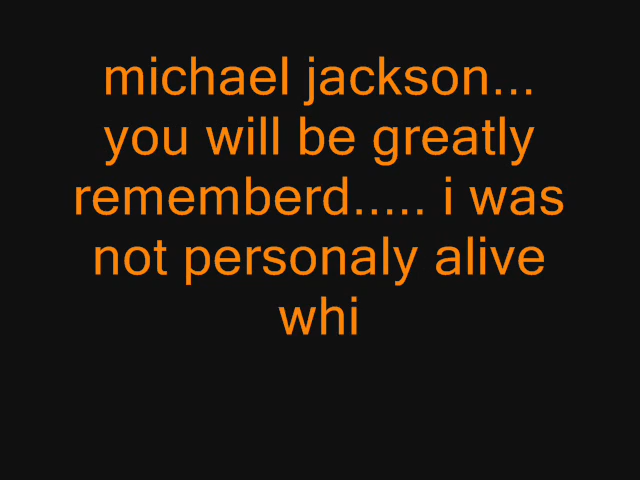 michael jackson...
you will be greatly
rememberd..... i was
not personaly alive
whi